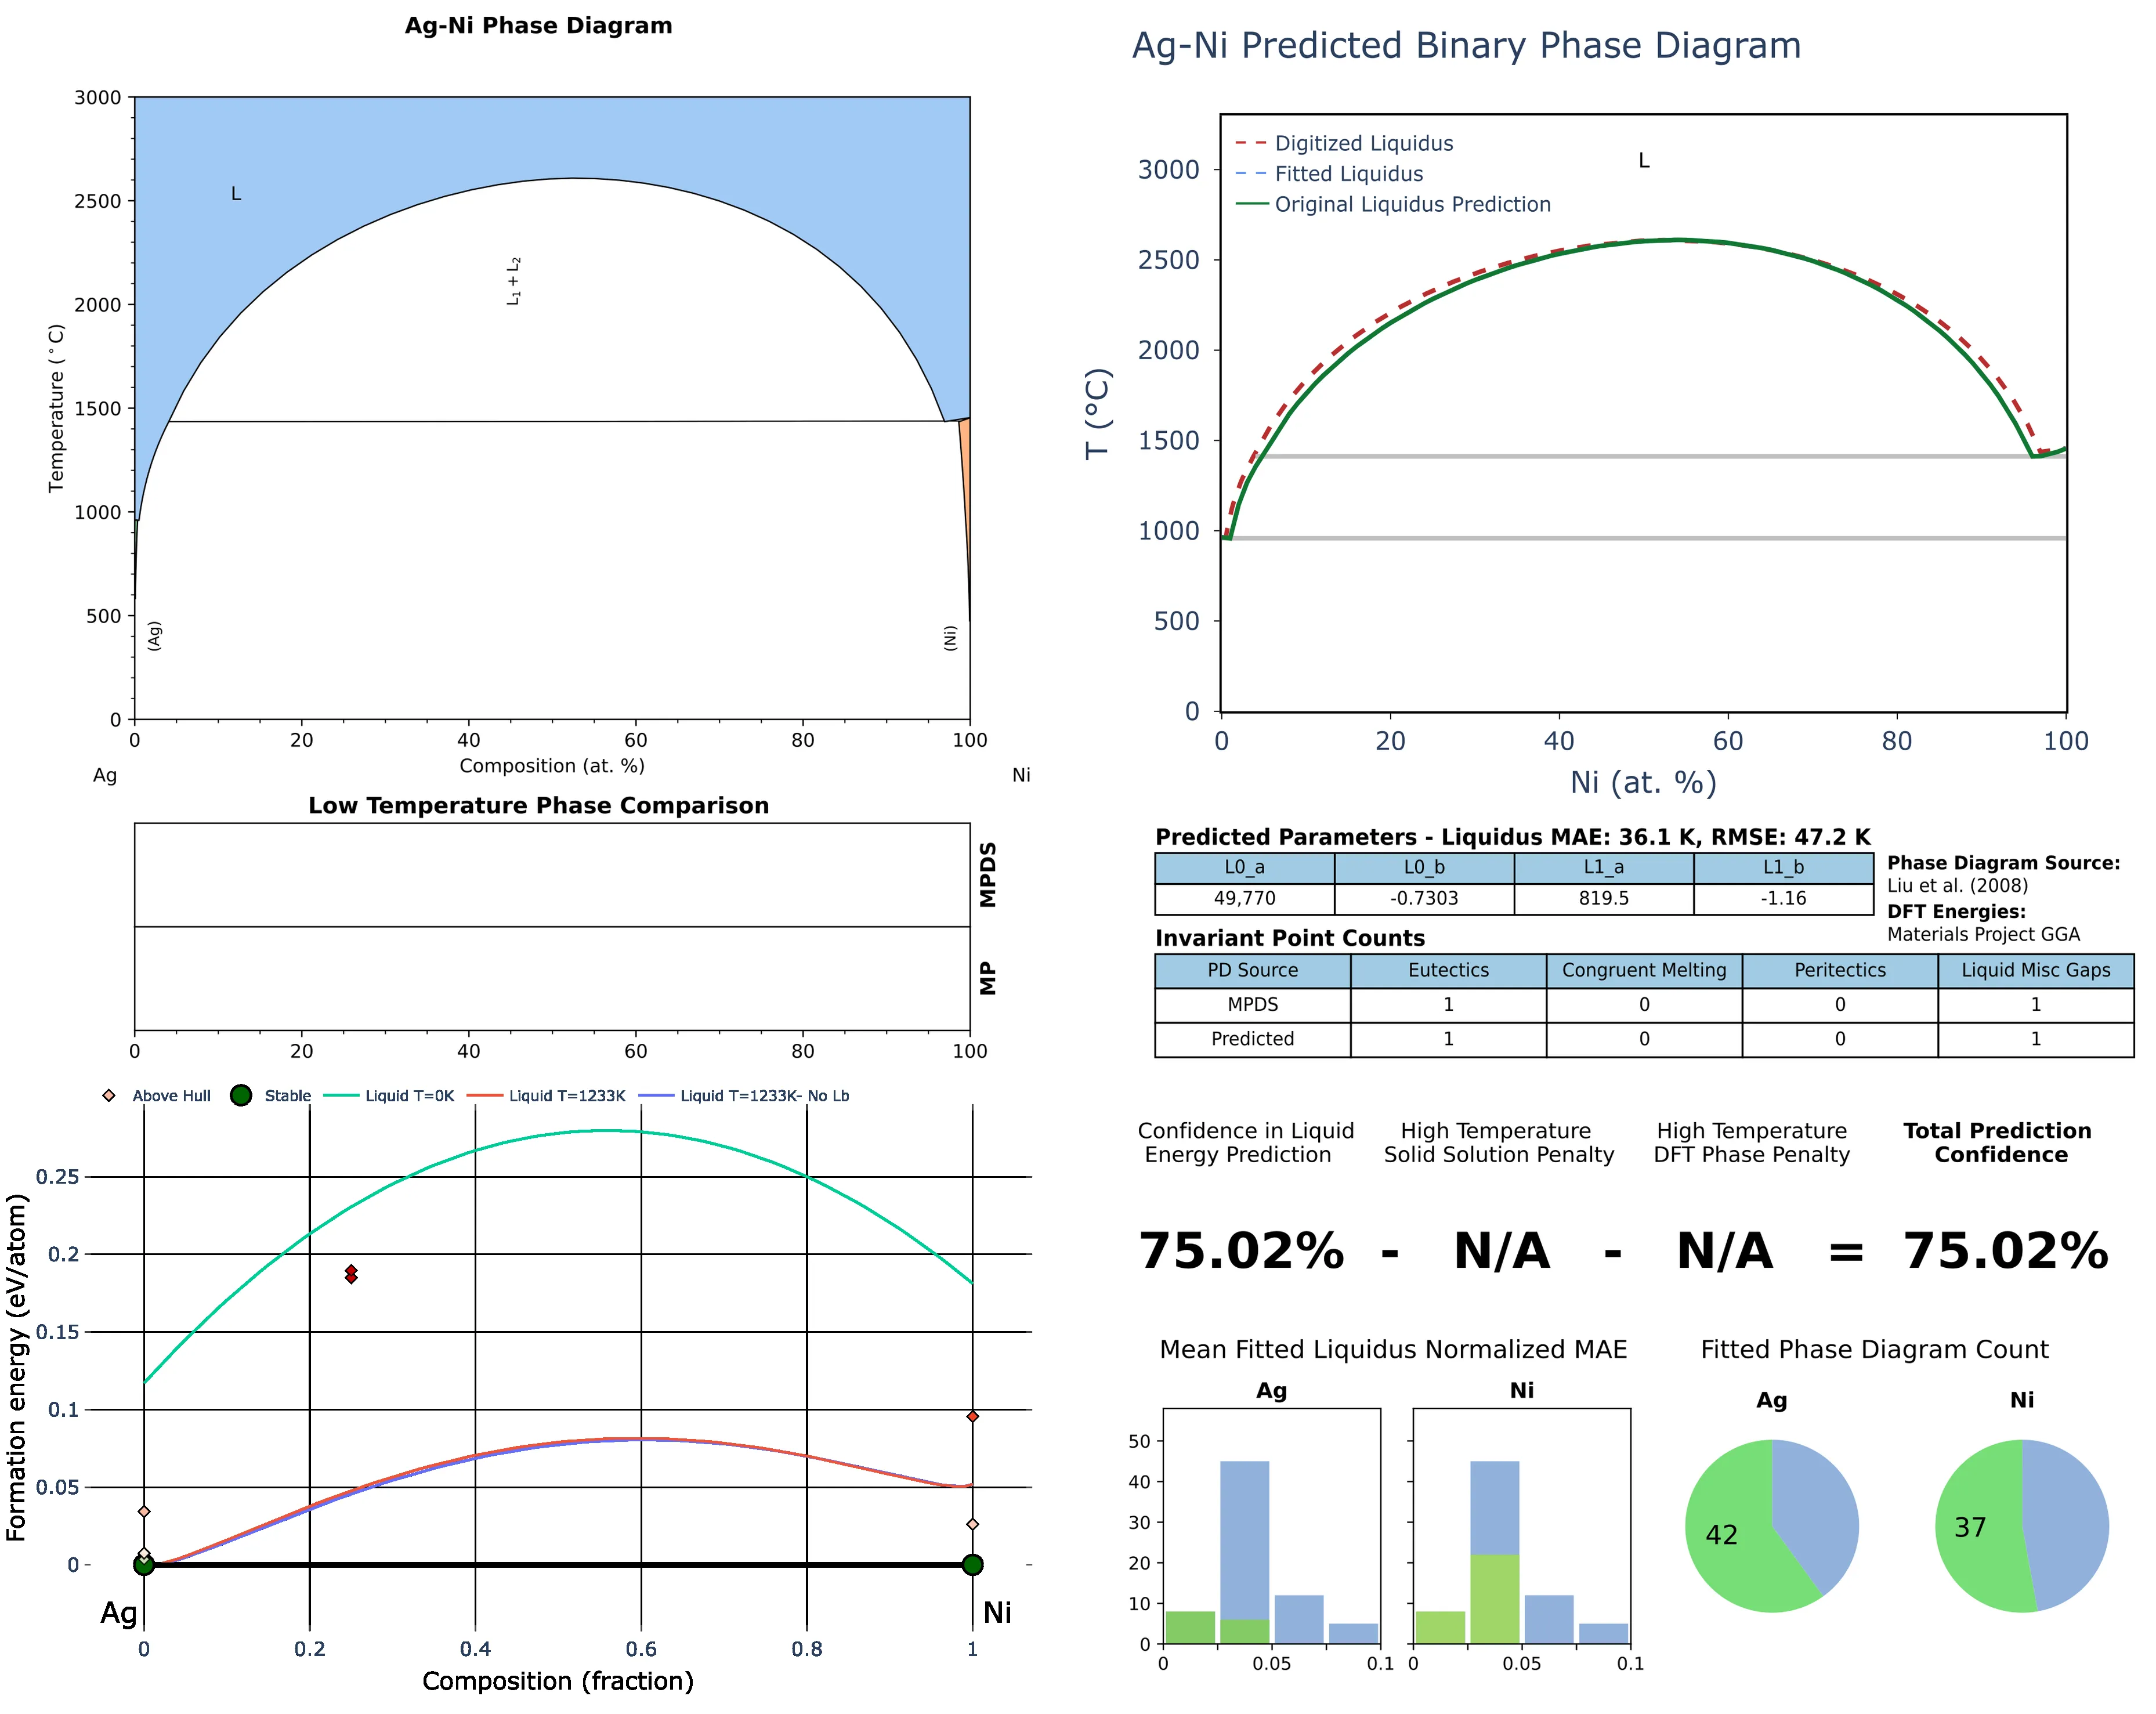 Ag-Ni Phase Diagram
3000
2500
2000
1500
1000
500
0
Temperature (°C)
L
L1 + L2
(Ag)
(Ni)
0 20 40 60 80 100
Composition (at. %)
Ag Ni
Low Temperature Phase Comparison
MPDS
MP
0 20 40 60 80 100
Above Hull Stable Liquid T=0K Liquid T=1233K Liquid T=1233K- No Lb
0.25
0.2
0.15
0.1
0.05
0
Formation energy (eV/atom)
Ag Ni
0 0.2 0.4 0.6 0.8 1
Composition (fraction)
Ag-Ni Predicted Binary Phase Diagram
Digitized Liquidus
Fitted Liquidus
Original Liquidus Prediction
L
3000
2500
2000
1500
1000
500
0
T (°C)
0 20 40 60 80 100
Ni (at. %)
Predicted Parameters - Liquidus MAE: 36.1 K, RMSE: 47.2 K
L0_a L0_b L1_a L1_b
49,770 -0.7303 819.5 -1.16
Phase Diagram Source:
Liu et al. (2008)
DFT Energies:
Materials Project GGA
Invariant Point Counts
PD Source Eutectics Congruent Melting Peritectics Liquid Misc Gaps
MPDS 1 0 0 1
Predicted 1 0 0 1
Confidence in Liquid
Energy Prediction
High Temperature
Solid Solution Penalty
High Temperature
DFT Phase Penalty
Total Prediction
Confidence
75.02% - N/A - N/A = 75.02%
Mean Fitted Liquidus Normalized MAE
Ag Ni
50
40
30
20
10
0
0 0.05 0.1 0 0.05 0.1
Fitted Phase Diagram Count
Ag Ni
42 37